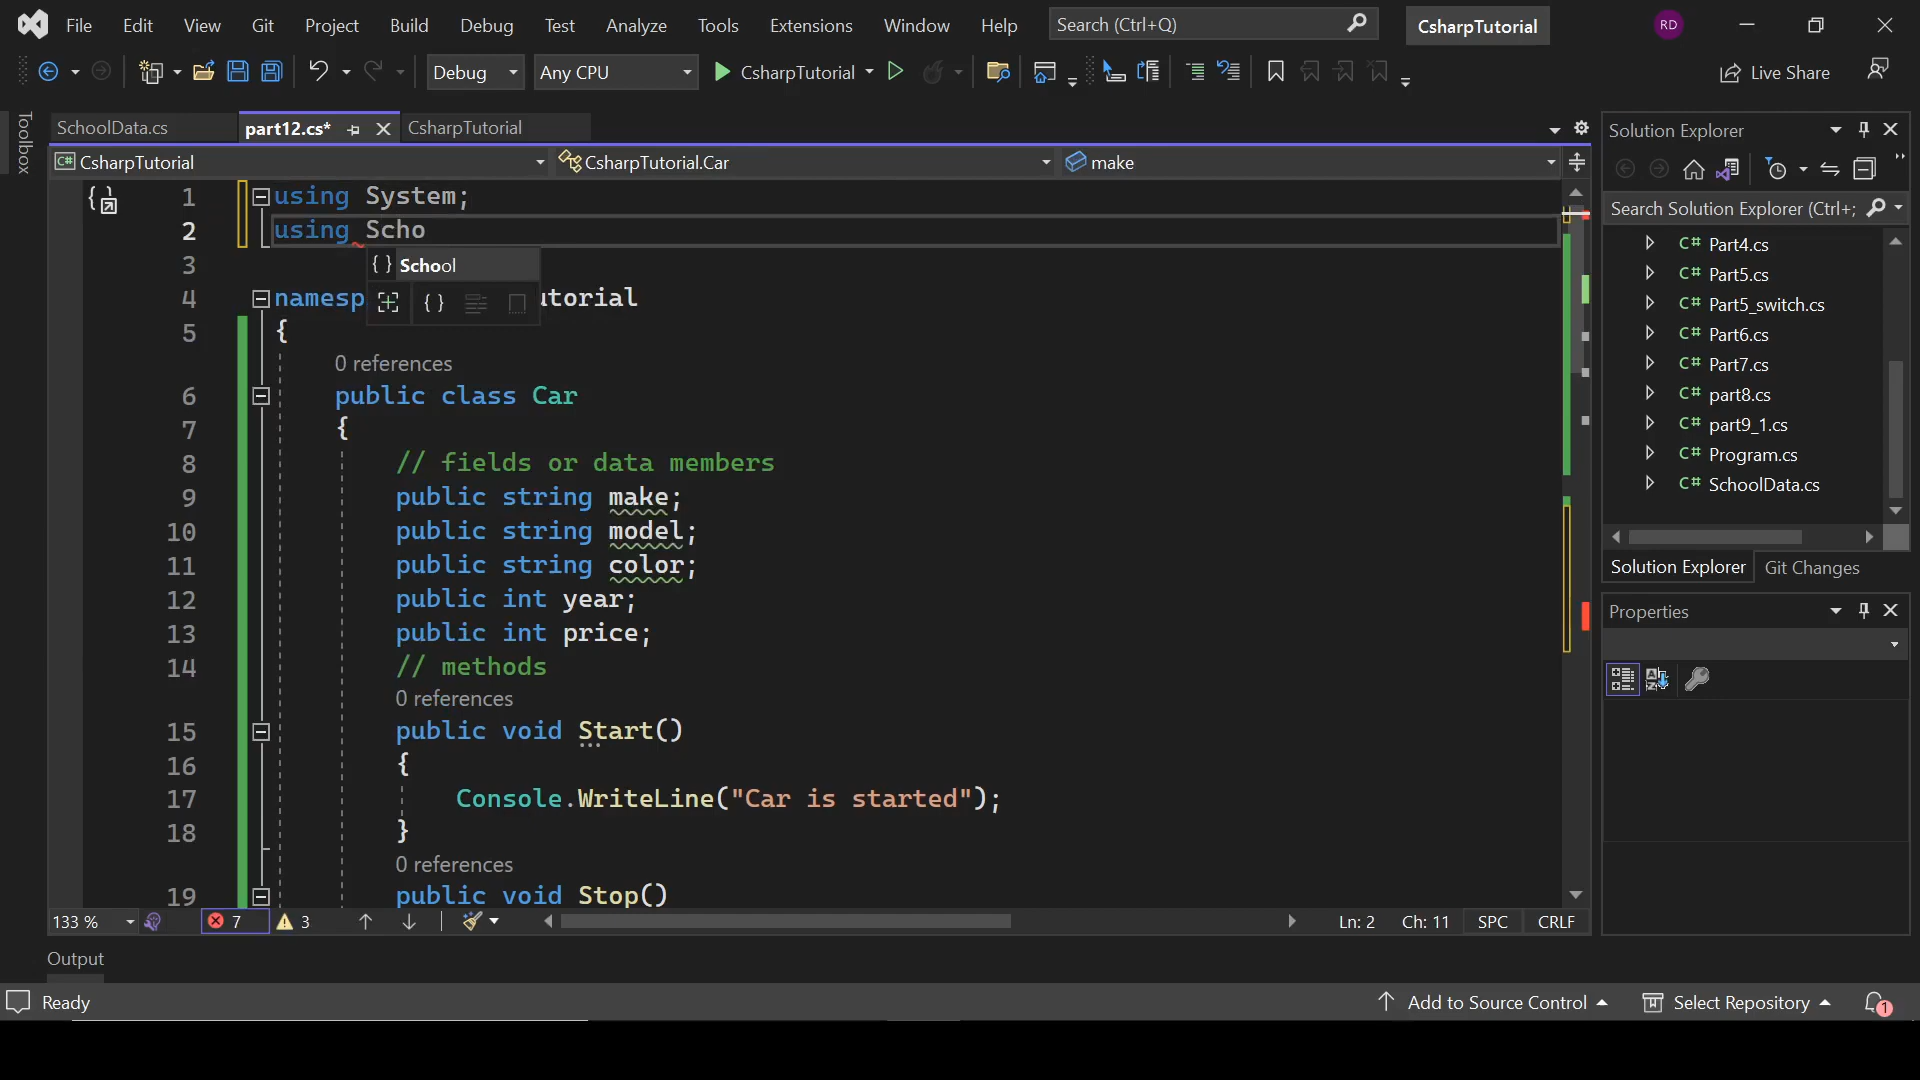 File Edit View Git Project Build Debug Test Analyze Tools Extensions Window Help Search (Ctrl+Q) CsharpTutorial RD
Debug Any CPU CsharpTutorial Live Share
Toolbox
SchoolData.cs part12.cs* CsharpTutorial
C# CsharpTutorial CsharpTutorial.Car make
1 using System;
2 using Scho
3 { } School
4 namesp utorial
5 {
0 references
6 public class Car
7 {
8 // fields or data members
9 public string make;
10 public string model;
11 public string color;
12 public int year;
13 public int price;
14 // methods
0 references
15 public void Start()
16 {
17 Console.WriteLine("Car is started");
18 }
0 references
19 public void Stop()
133 % 7 3 Ln: 2 Ch: 11 SPC CRLF
Solution Explorer
Search Solution Explorer (Ctrl+;
C# Part4.cs
C# Part5.cs
C# Part5_switch.cs
C# Part6.cs
C# Part7.cs
C# part8.cs
C# part9_1.cs
C# Program.cs
C# SchoolData.cs
Solution Explorer Git Changes
Properties
Output
Ready Add to Source Control Select Repository 1